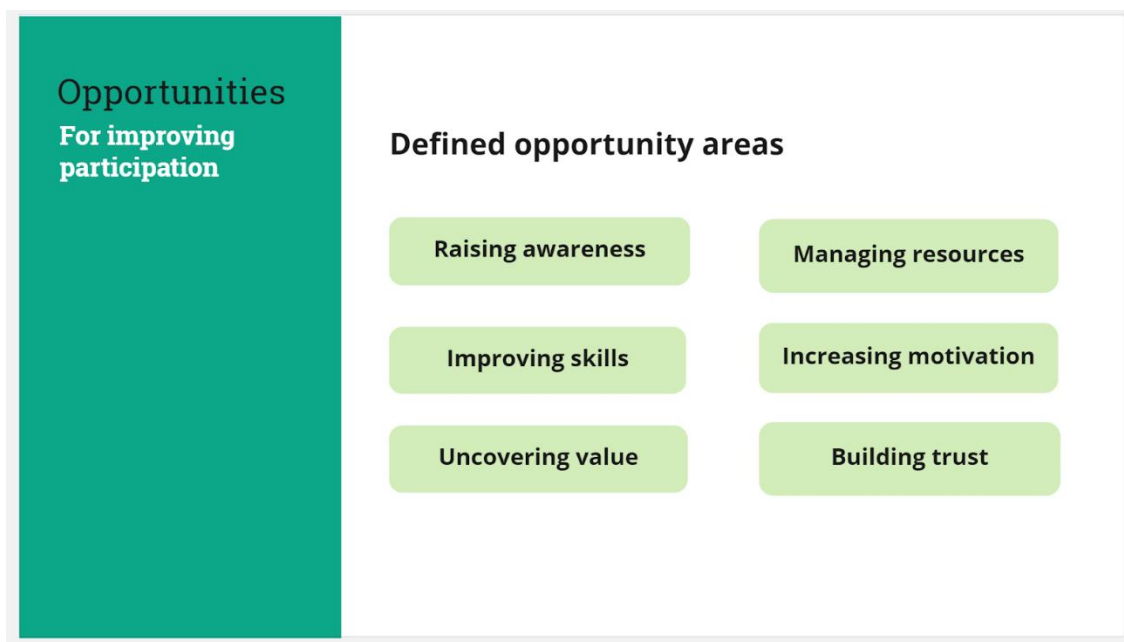 Opportunities
For improving
participation
Defined opportunity areas
Raising awareness
Managing resources
Improving skills
Increasing motivation
Uncovering value
Building trust